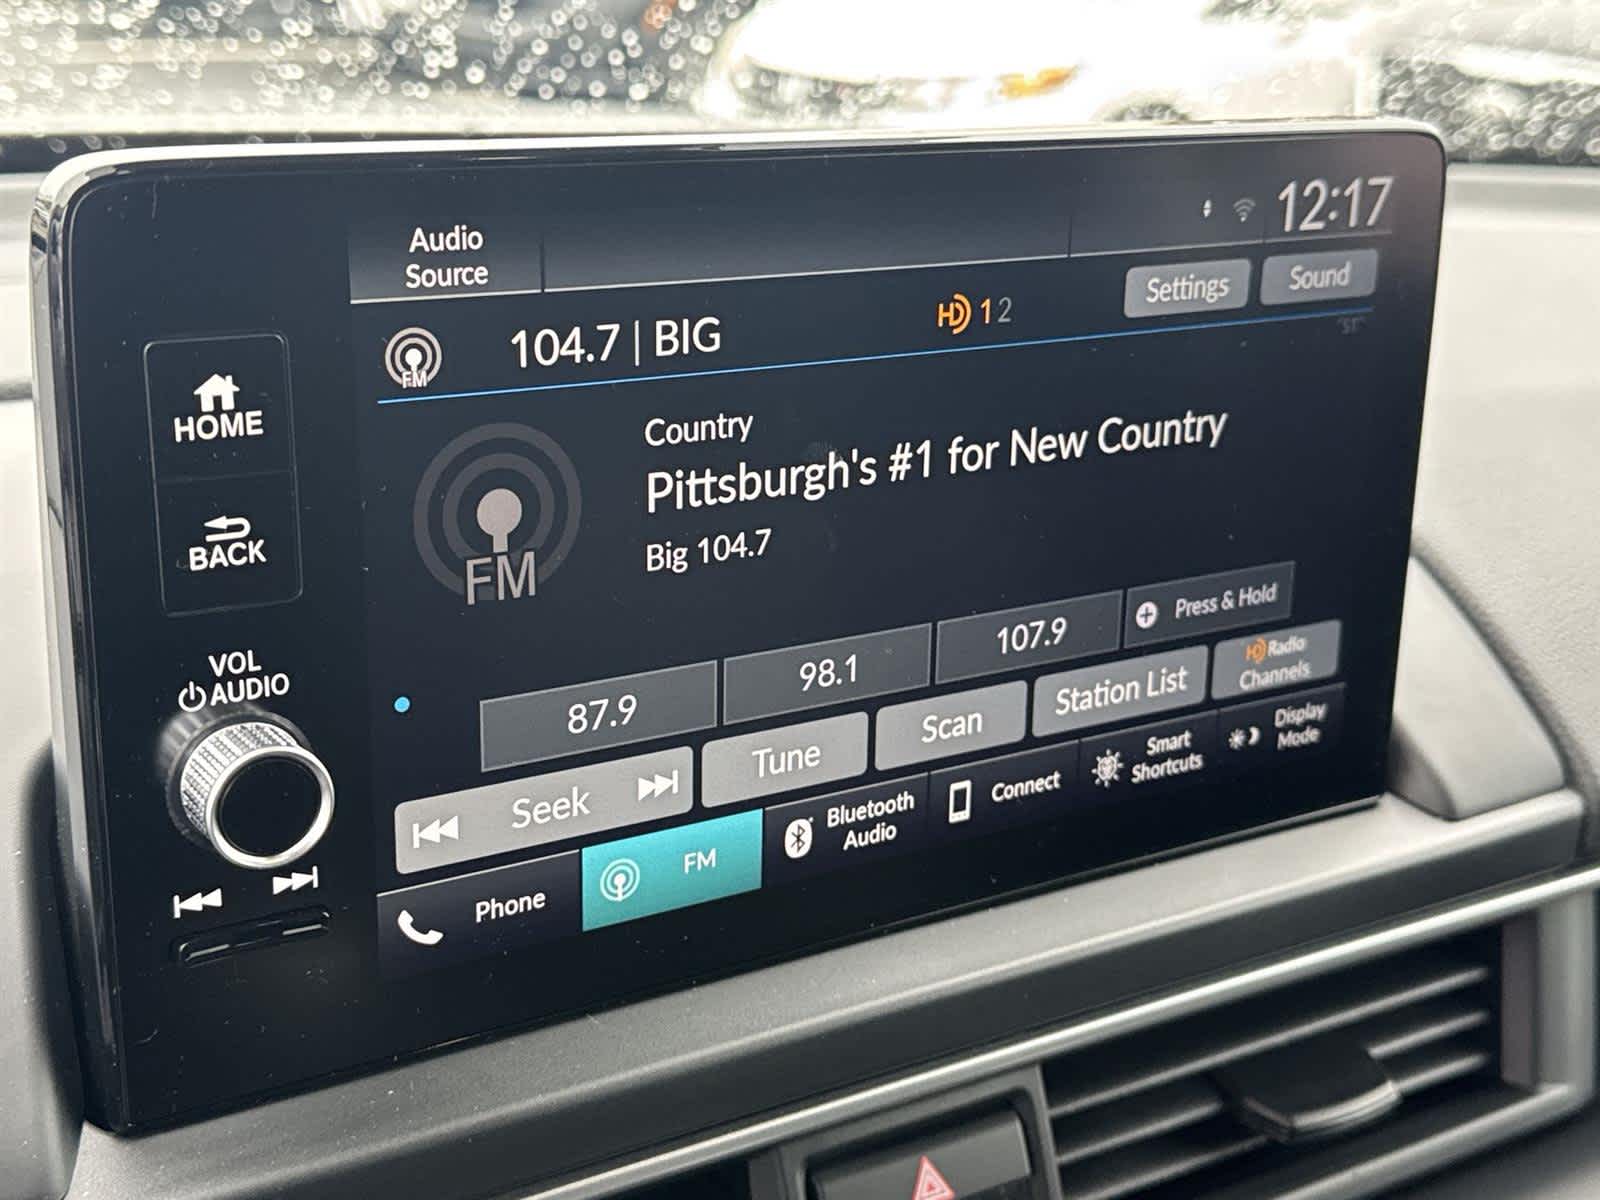 Audio
Source
12:17
Settings
Sound
FM
104.7 | BIG
HD 1 2
HOME
BACK
VOL
AUDIO
Country
Pittsburgh's #1 for New Country
Big 104.7
FM
87.9
98.1
107.9
Press & Hold
Seek
Tune
Scan
Station List
HD Radio
Channels
Phone
FM
Bluetooth
Audio
Connect
Smart
Shortcuts
Display
Mode